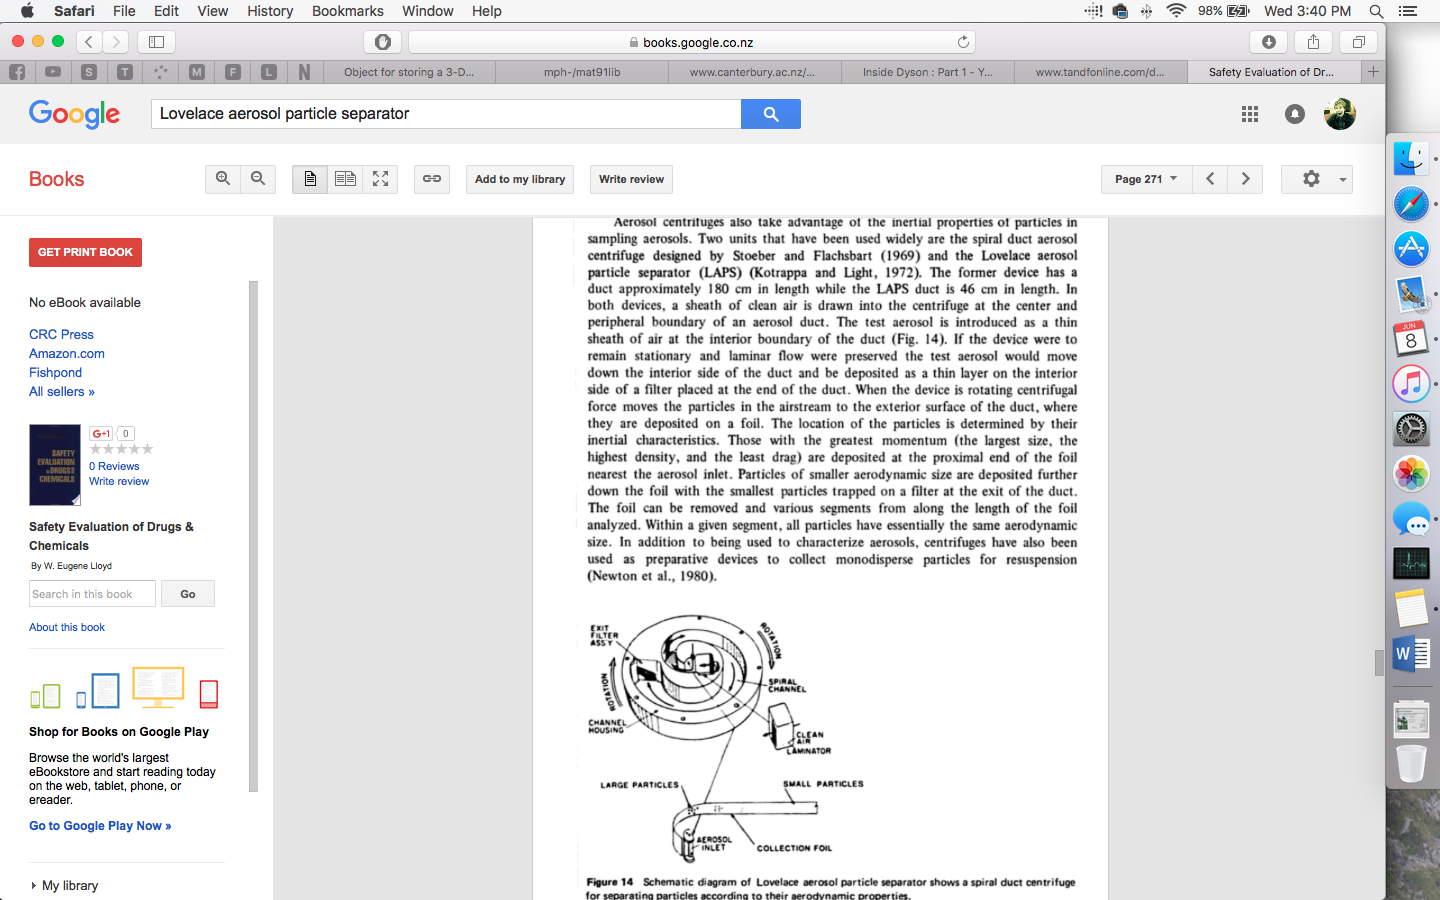 Safari File Edit View History Bookmarks Window Help 98% Wed 3:40 PM
books.google.co.nz
S T M F L N Object for storing a 3-D... mph-/mat91lib www.canterbury.ac.nz/... Inside Dyson : Part 1 - Y... www.tandfonline.com/d... Safety Evaluation of Dr...
Google Lovelace aerosol particle separator
Books Add to my library Write review Page 271
GET PRINT BOOK
No eBook available
CRC Press
Amazon.com
Fishpond
All sellers »
SAFETY
EVALUATION
& DRUGS &
CHEMICALS
G+1 0
0 Reviews
Write review
Safety Evaluation of Drugs &
Chemicals
By W. Eugene Lloyd
Search in this book Go
About this book
Shop for Books on Google Play
Browse the world's largest
eBookstore and start reading today
on the web, tablet, phone, or
ereader.
Go to Google Play Now »
My library
Aerosol centrifuges also take advantage of the inertial properties of particles in
sampling aerosols. Two units that have been used widely are the spiral duct aerosol
centrifuge designed by Stoeber and Flachsbart (1969) and the Lovelace aerosol
particle separator (LAPS) (Kotrappa and Light, 1972). The former device has a
duct approximately 180 cm in length while the LAPS duct is 46 cm in length. In
both devices, a sheath of clean air is drawn into the centrifuge at the center and
peripheral boundary of an aerosol duct. The test aerosol is introduced as a thin
sheath of air at the interior boundary of the duct (Fig. 14). If the device were to
remain stationary and laminar flow were preserved the test aerosol would move
down the interior side of the duct and be deposited as a thin layer on the interior
side of a filter placed at the end of the duct. When the device is rotating centrifugal
force moves the particles in the airstream to the exterior surface of the duct, where
they are deposited on a foil. The location of the particles is determined by their
inertial characteristics. Those with the greatest momentum (the largest size, the
highest density, and the least drag) are deposited at the proximal end of the foil
nearest the aerosol inlet. Particles of smaller aerodynamic size are deposited further
down the foil with the smallest particles trapped on a filter at the exit of the duct.
The foil can be removed and various segments from along the length of the foil
analyzed. Within a given segment, all particles have essentially the same aerodynamic
size. In addition to being used to characterize aerosols, centrifuges have also been
used as preparative devices to collect monodisperse particles for resuspension
(Newton et al., 1980).
EXIT
FILTER
ASS'Y
ROTATION
ROTATION
SPIRAL
CHANNEL
CHANNEL
HOUSING
CLEAN
AIR
LAMINATOR
LARGE PARTICLES SMALL PARTICLES
AEROSOL
INLET
COLLECTION FOIL
Figure 14 Schematic diagram of Lovelace aerosol particle separator shows a spiral duct centrifuge
for separating particles according to their aerodynamic properties.
JUN
8
W